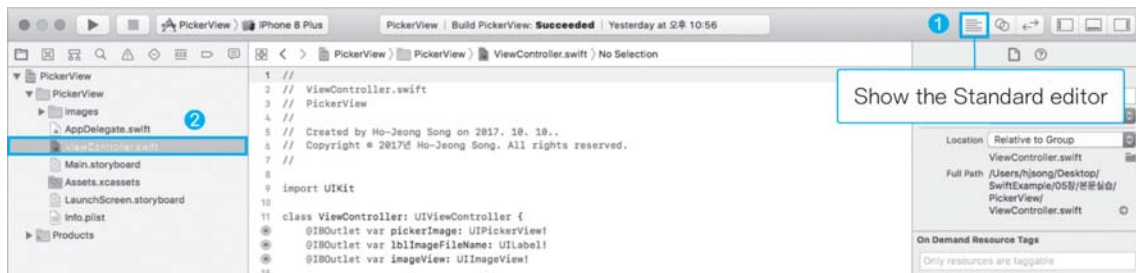 PickerView
iPhone 8 Plus
PickerView | Build PickerView: Succeeded | Yesterday at 오후 10:56
1
PickerView
PickerView
images
AppDelegate.swift
2
ViewController.swift
Main.storyboard
Assets.xcassets
LaunchScreen.storyboard
Info.plist
Products
PickerView
PickerView
ViewController.swift
No Selection
1 //
2 // ViewController.swift
3 // PickerView
4 //
5 // Created by Ho-Jeong Song on 2017. 10. 10..
6 // Copyright © 2017년 Ho-Jeong Song. All rights reserved.
7 //
8
9 import UIKit
10
11 class ViewController: UIViewController {
@IBOutlet var pickerImage: UIPickerView!
@IBOutlet var lblImageFileName: UILabel!
@IBOutlet var imageView: UIImageView!
Show the Standard editor
Location Relative to Group
ViewController.swift
Full Path /Users/hjsong/Desktop/
SwiftExample/05장/본문실습/
PickerView/
ViewController.swift
On Demand Resource Tags
Only resources are taggable